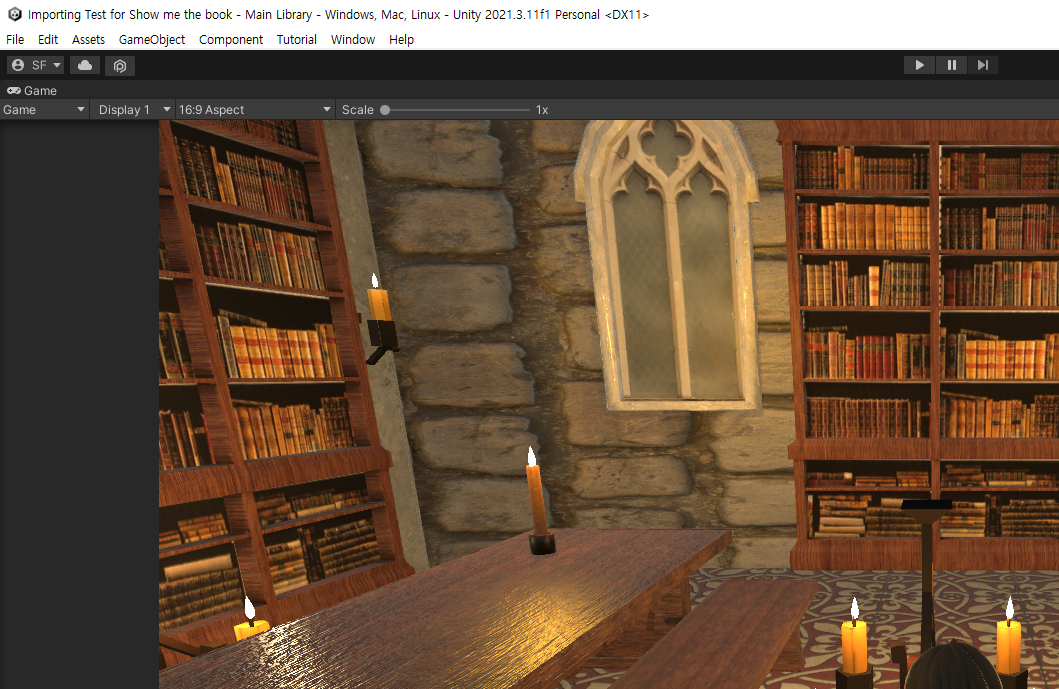 Importing Test for Show me the book - Main Library - Windows, Mac, Linux - Unity 2021.3.11f1 Personal <DX11>
File Edit Assets GameObject Component Tutorial Window Help
SF
Game
Game Display 1 16:9 Aspect Scale 1x